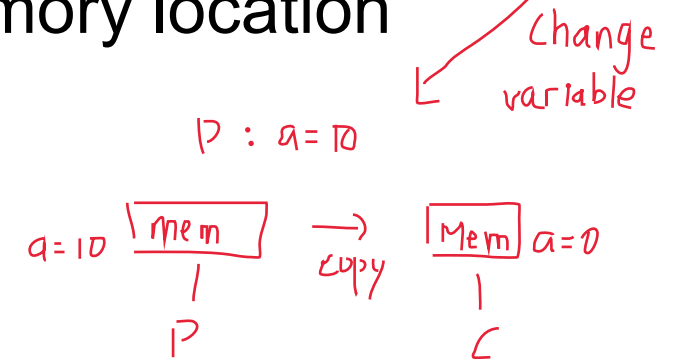 mory location
change
variable
P : a = 10
a = 10 mem → Mem a = 0
copy
P C